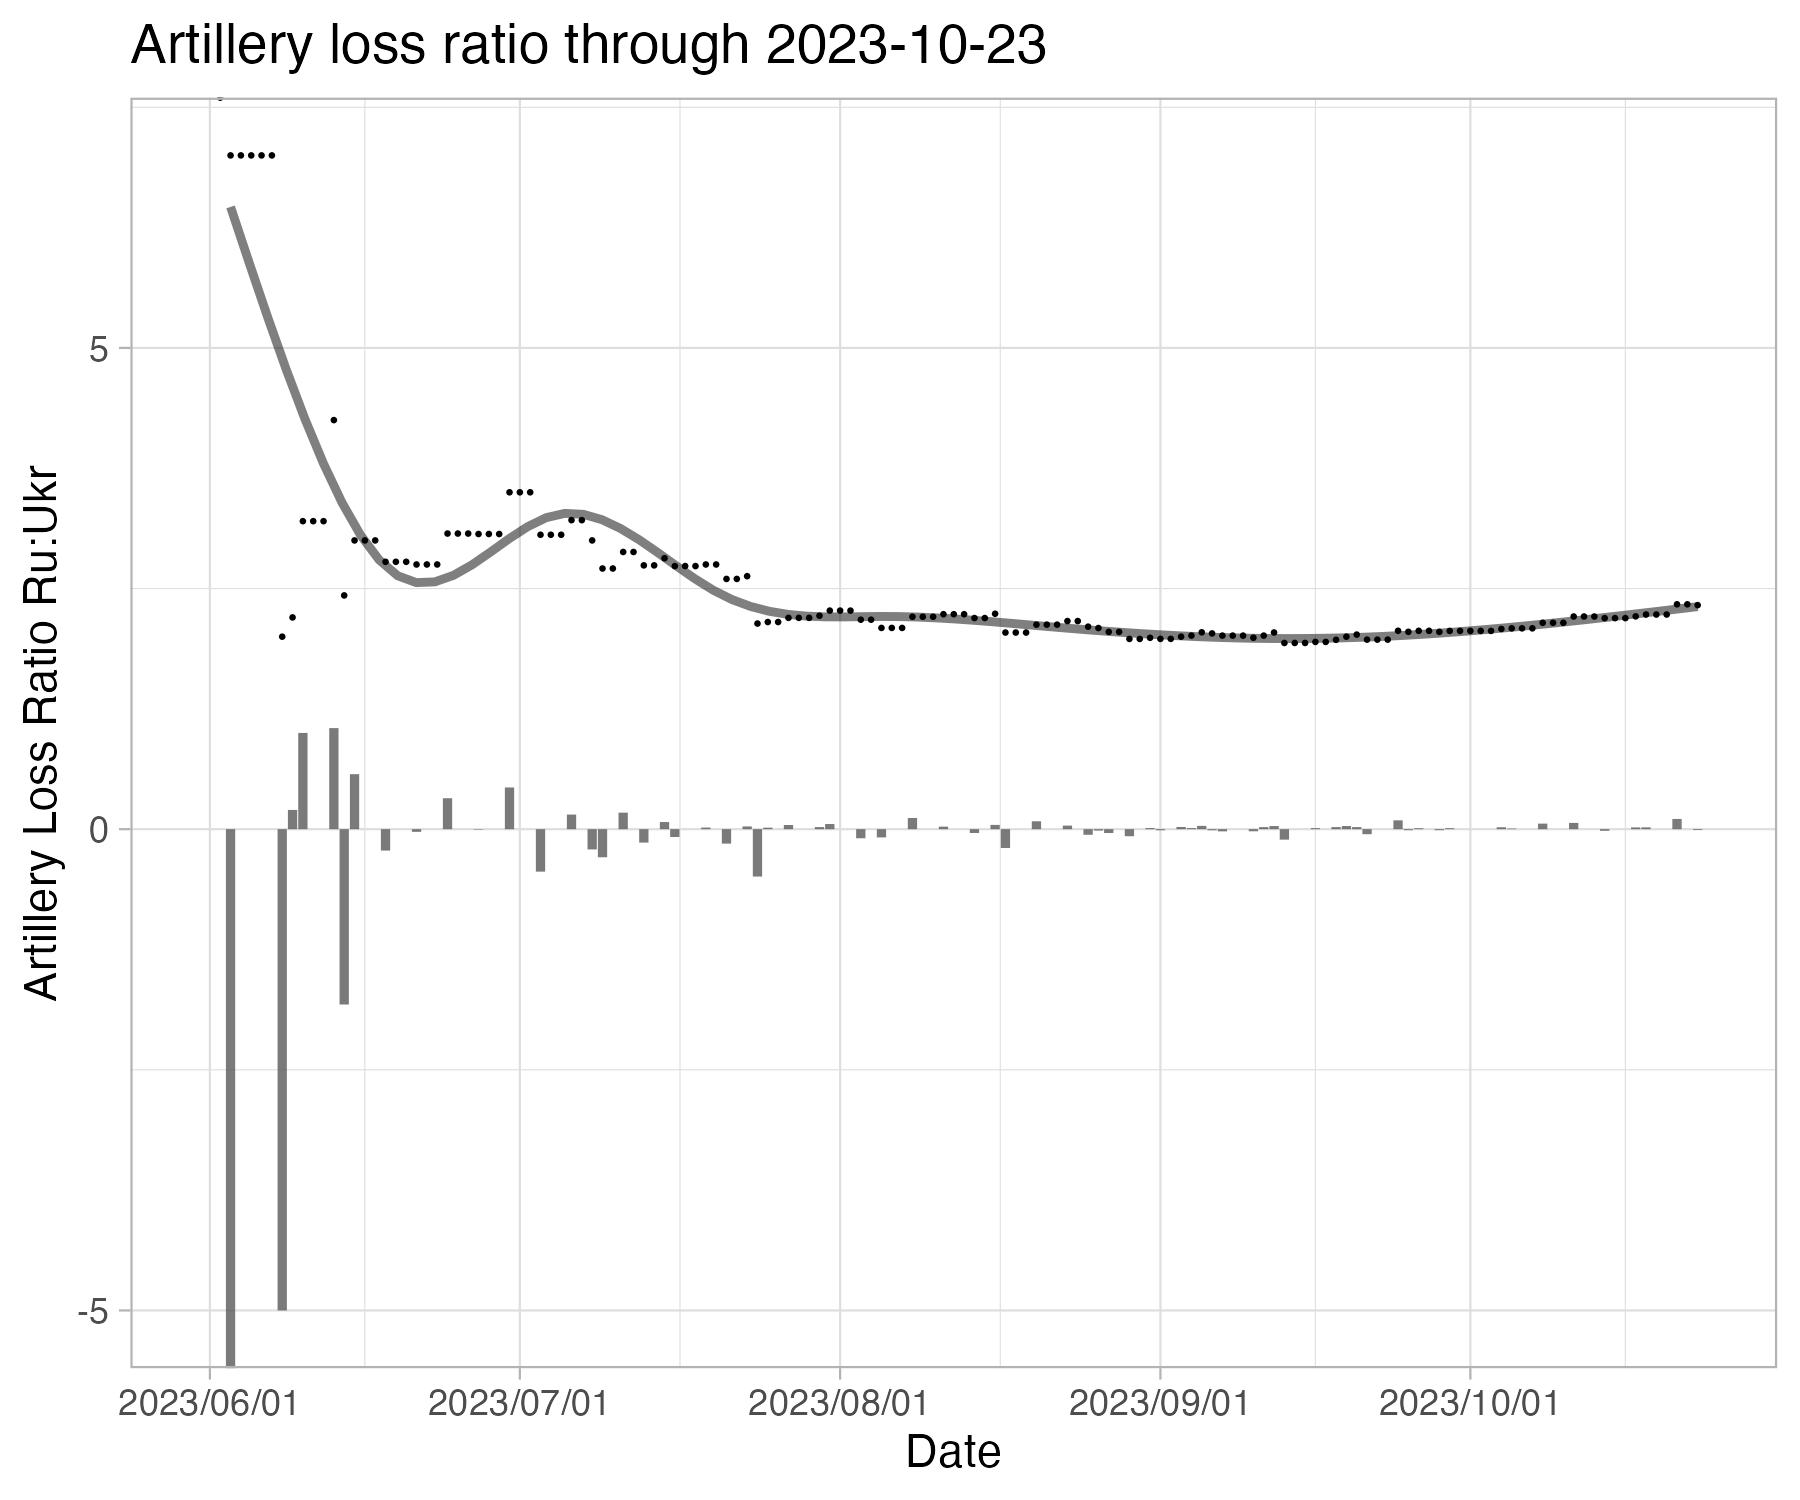 Artillery loss ratio through 2023-10-23
Artillery Loss Ratio Ru:Ukr
5
0
-5
2023/06/01
2023/07/01
2023/08/01
2023/09/01
2023/10/01
Date